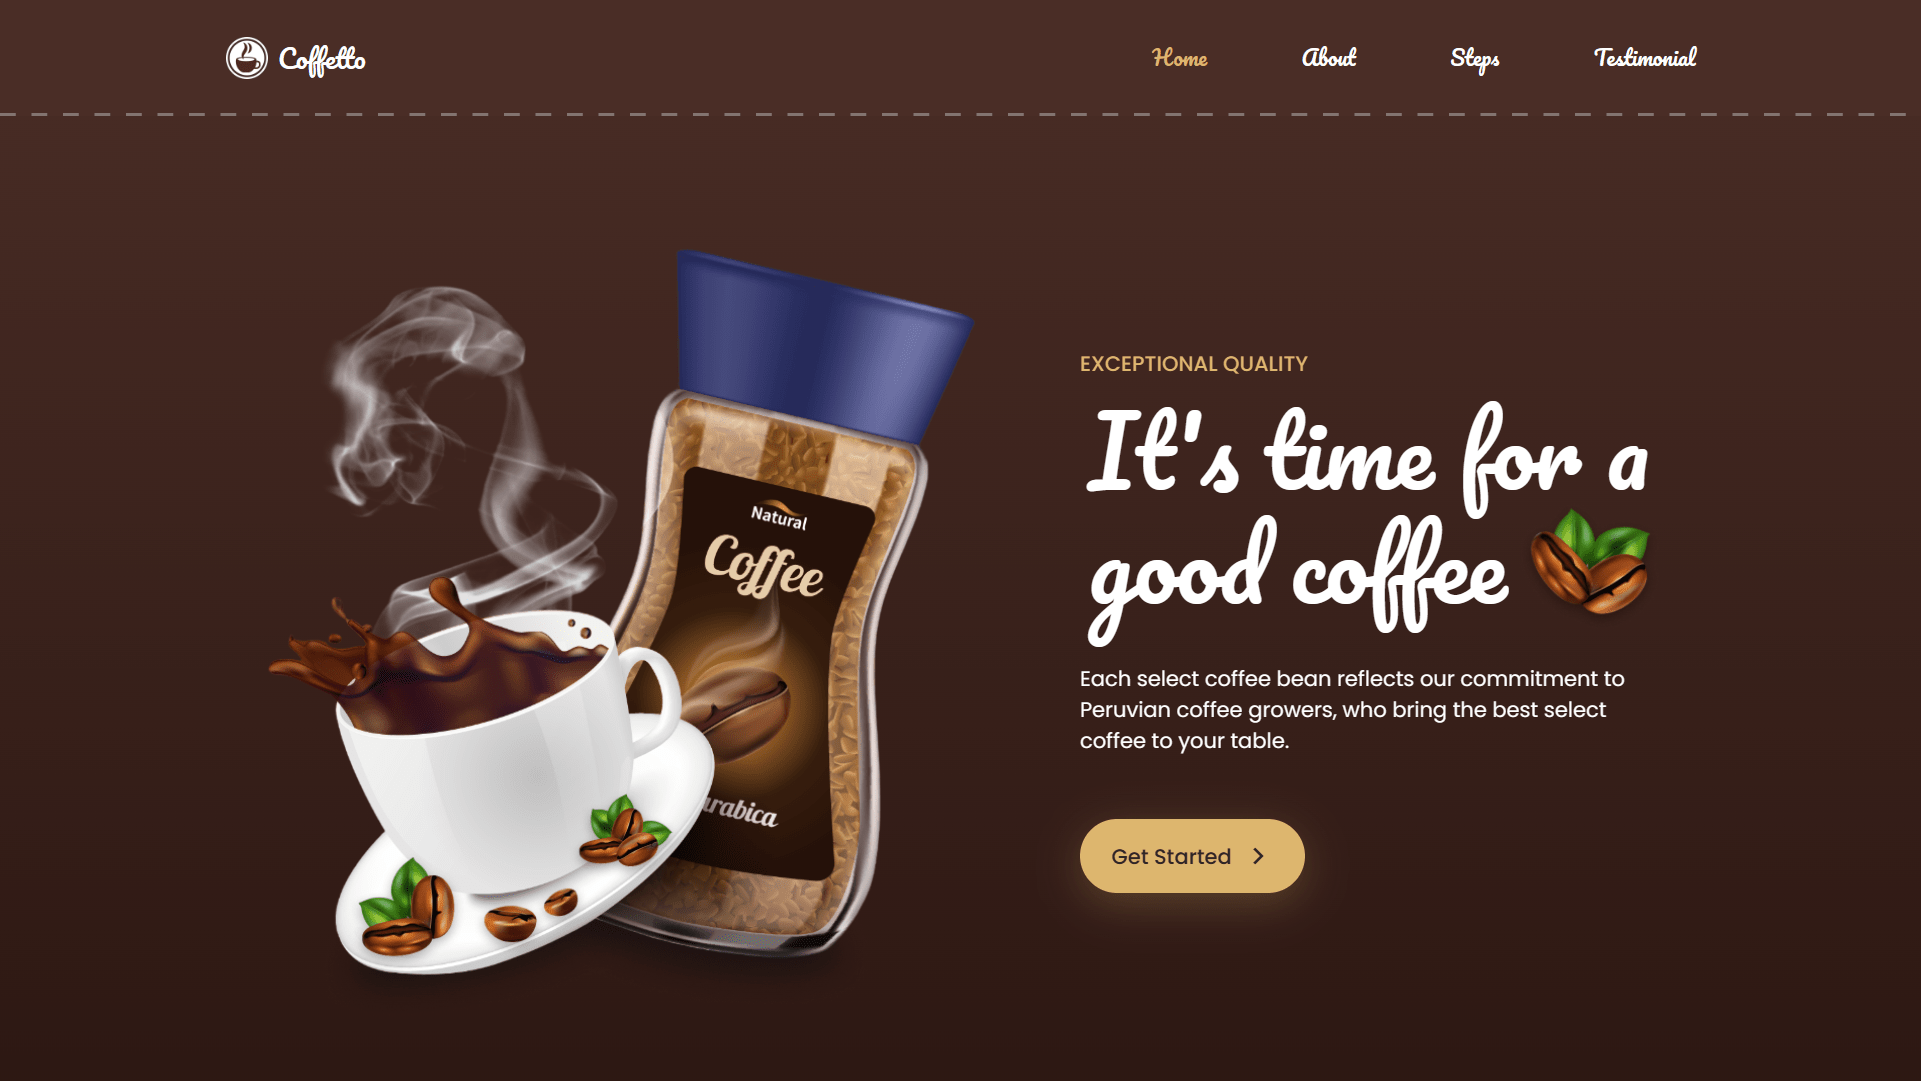 Coffetto
Home About Steps Testimonial
Natural
Coffee
arabica
EXCEPTIONAL QUALITY
It's time for a
good coffee
Each select coffee bean reflects our commitment to
Peruvian coffee growers, who bring the best select
coffee to your table.
Get Started